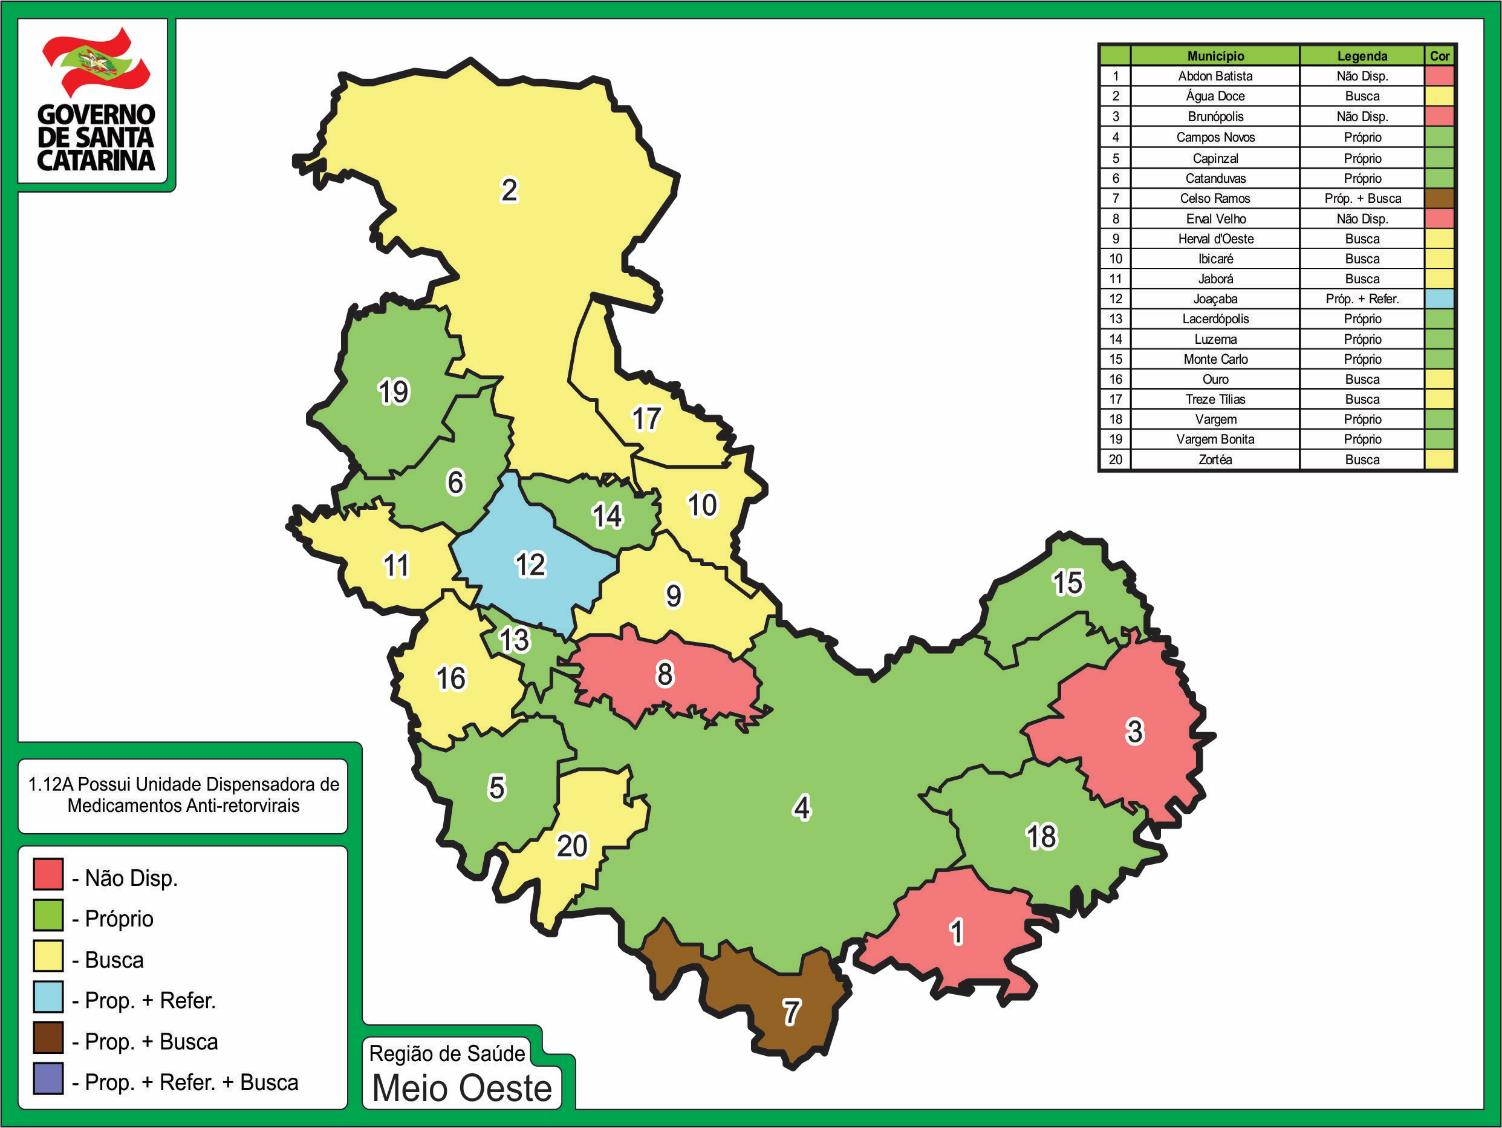 GOVERNO
DE SANTA
CATARINA
Município Legenda Cor
1 Abdon Batista Não Disp.
2 Água Doce Busca
3 Brunópolis Não Disp.
4 Campos Novos Próprio
5 Capinzal Próprio
6 Catanduvas Próprio
7 Celso Ramos Próp. + Busca
8 Erval Velho Não Disp.
9 Herval d'Oeste Busca
10 Ibicaré Busca
11 Jaborá Busca
12 Joaçaba Próp. + Refer.
13 Lacerdópolis Próprio
14 Luzerna Próprio
15 Monte Carlo Próprio
16 Ouro Busca
17 Treze Tílias Busca
18 Vargem Próprio
19 Vargem Bonita Próprio
20 Zortéa Busca
2
19
17
6
10
14
11
12
15
9
13
8
16
3
5
4
18
20
1
7
1.12A Possui Unidade Dispensadora de
Medicamentos Anti-retorvirais
- Não Disp.
- Próprio
- Busca
- Prop. + Refer.
- Prop. + Busca
- Prop. + Refer. + Busca
Região de Saúde
Meio Oeste